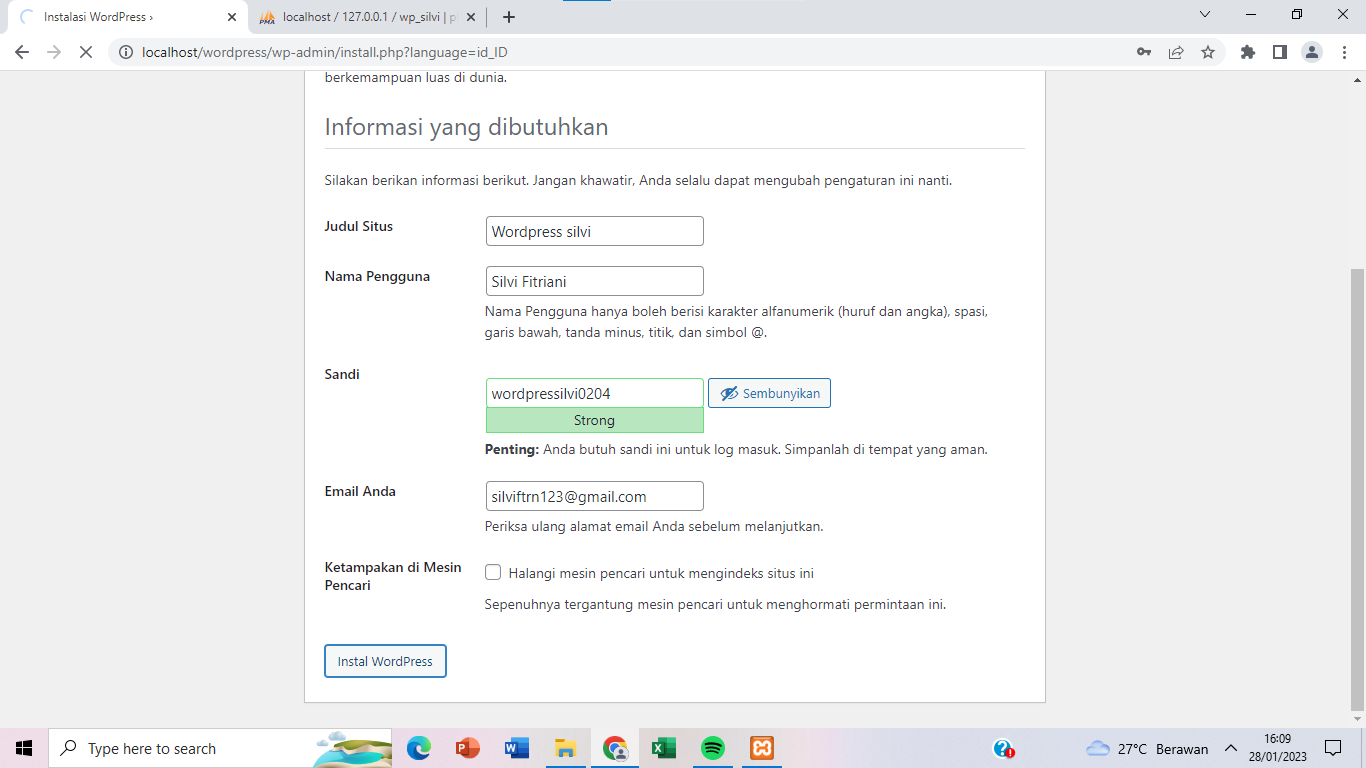 Instalasi WordPress ›
localhost / 127.0.0.1 / wp_silvi | p
localhost/wordpress/wp-admin/install.php?language=id_ID
berkemampuan luas di dunia.
Informasi yang dibutuhkan
Silakan berikan informasi berikut. Jangan khawatir, Anda selalu dapat mengubah pengaturan ini nanti.
Judul Situs
Wordpress silvi
Nama Pengguna
Silvi Fitriani
Nama Pengguna hanya boleh berisi karakter alfanumerik (huruf dan angka), spasi,
garis bawah, tanda minus, titik, dan simbol @.
Sandi
wordpressilvi0204
Sembunyikan
Strong
Penting: Anda butuh sandi ini untuk log masuk. Simpanlah di tempat yang aman.
Email Anda
silviftrn123@gmail.com
Periksa ulang alamat email Anda sebelum melanjutkan.
Ketampakan di Mesin
Pencari
Halangi mesin pencari untuk mengindeks situs ini
Sepenuhnya tergantung mesin pencari untuk menghormati permintaan ini.
Instal WordPress
Type here to search
27°C Berawan
16:09
28/01/2023